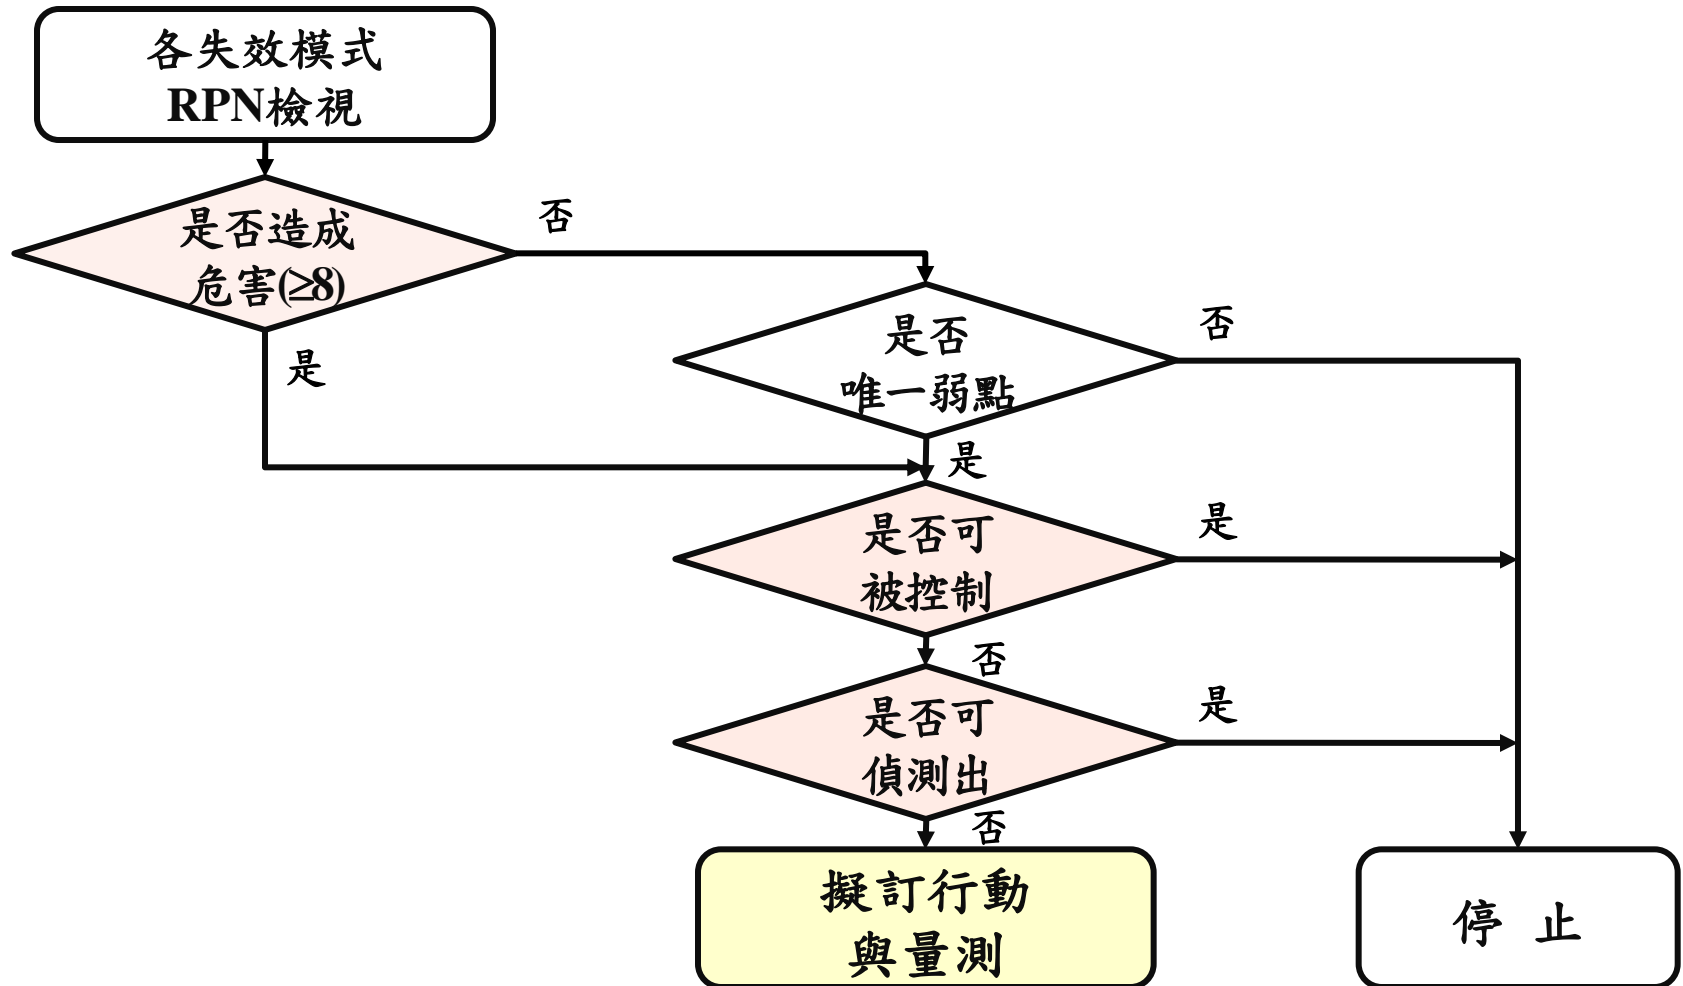 各失效模式
RPN檢視
是否造成
危害(≥8)
否
是
是否
唯一弱點
否
是
是否可
被控制
是
否
是否可
偵測出
是
否
擬訂行動
與量測
停 止